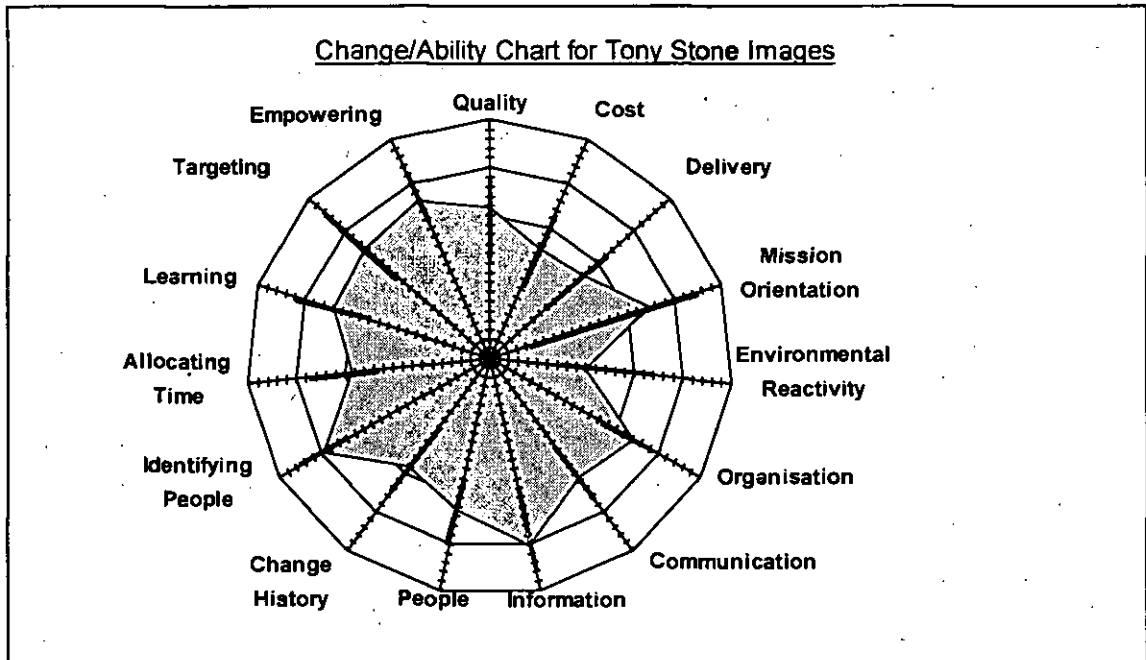 Change/Ability Chart for Tony Stone Images
Quality
Cost
Delivery
Mission
Orientation
Environmental
Reactivity
Organisation
Communication
Information
People
Change
History
Identifying
People
Allocating
Time
Learning
Targeting
Empowering